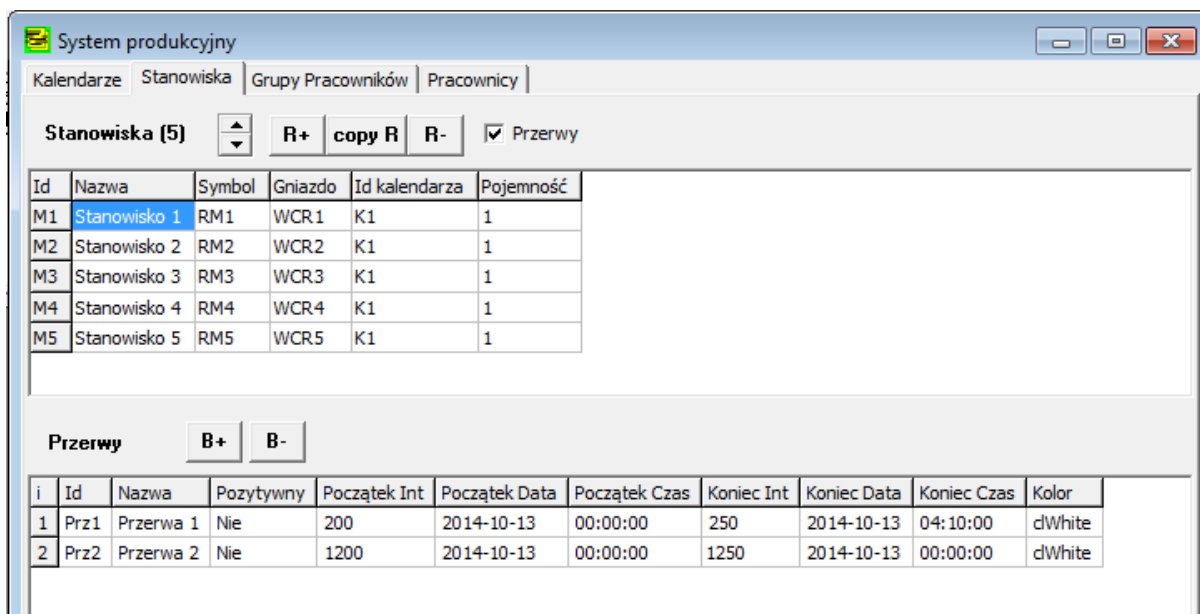 System produkcyjny
Kalendarze Stanowiska Grupy Pracowników Pracownicy
Stanowiska (5) R+ copy R R- Przerwy
Id Nazwa Symbol Gniazdo Id kalendarza Pojemność
M1 Stanowisko 1 RM1 WCR1 K1 1
M2 Stanowisko 2 RM2 WCR2 K1 1
M3 Stanowisko 3 RM3 WCR3 K1 1
M4 Stanowisko 4 RM4 WCR4 K1 1
M5 Stanowisko 5 RM5 WCR5 K1 1
Przerwy B+ B-
i Id Nazwa Pozytywny Początek Int Początek Data Początek Czas Koniec Int Koniec Data Koniec Czas Kolor
1 Prz1 Przerwa 1 Nie 200 2014-10-13 00:00:00 250 2014-10-13 04:10:00 clWhite
2 Prz2 Przerwa 2 Nie 1200 2014-10-13 00:00:00 1250 2014-10-13 00:00:00 clWhite